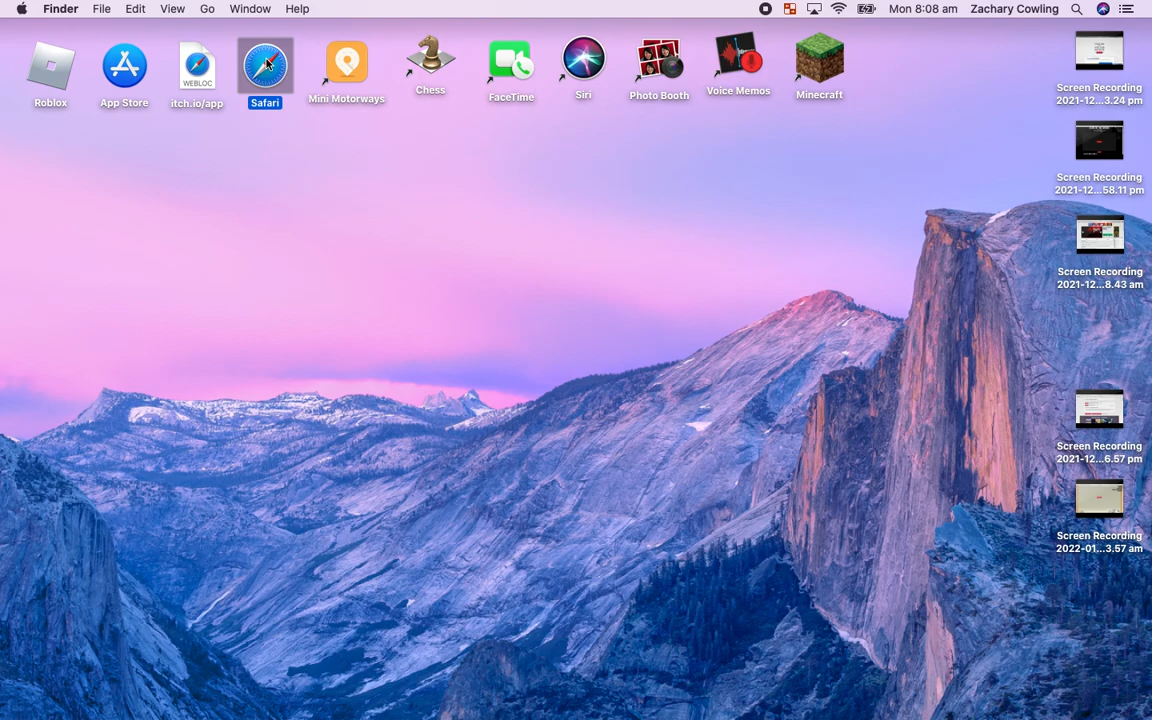 Finder File Edit View Go Window Help Mon 8:08 am Zachary Cowling
Roblox
App Store
WEBLOC
itch.io/app
Safari
Mini Motorways
Chess
FaceTime
Siri
Photo Booth
Voice Memos
Minecraft
Screen Recording
2021-12...3.24 pm
Screen Recording
2021-12...58.11 pm
Screen Recording
2021-12...8.43 am
Screen Recording
2021-12...6.57 pm
Screen Recording
2022-01...3.57 am